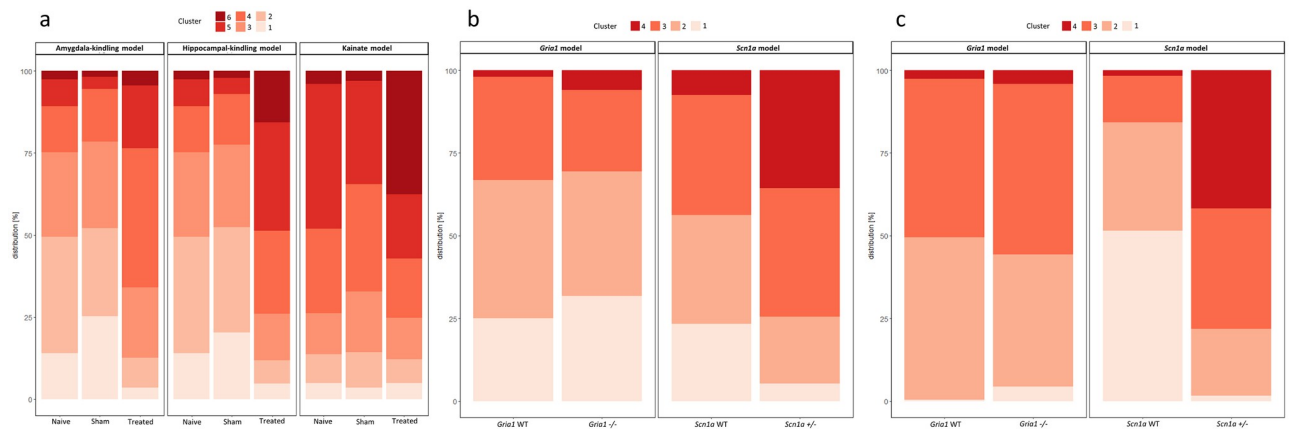 a
Cluster
6 4 2
5 3 1
Amygdala-kindling model Hippocampal-kindling model Kainate model
distribution [%]
100
75
50
25
0
Naive Sham Treated Naive Sham Treated Naive Sham Treated
b
Cluster 4 3 2 1
Gria1 model Scn1a model
distribution [%]
100
75
50
25
0
Gria1 WT Gria1 -/- Scn1a WT Scn1a +/-
c
Cluster 4 3 2 1
Gria1 model Scn1a model
distribution [%]
100
75
50
25
0
Gria1 WT Gria1 -/- Scn1a WT Scn1a +/-